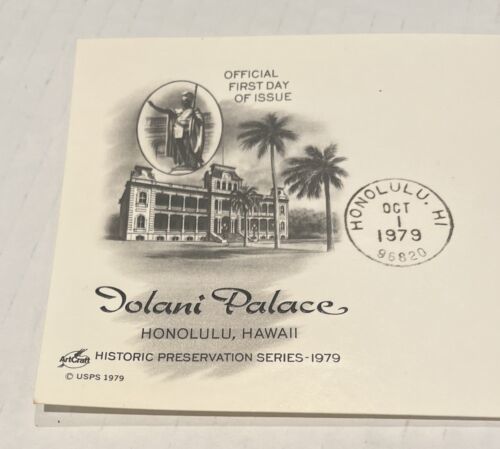 OFFICIAL
FIRST DAY
OF ISSUE
HONOLULU, HI
OCT
1
1979
96820
Iolani Palace
HONOLULU, HAWAII
ArtCraft
HISTORIC PRESERVATION SERIES-1979
© USPS 1979